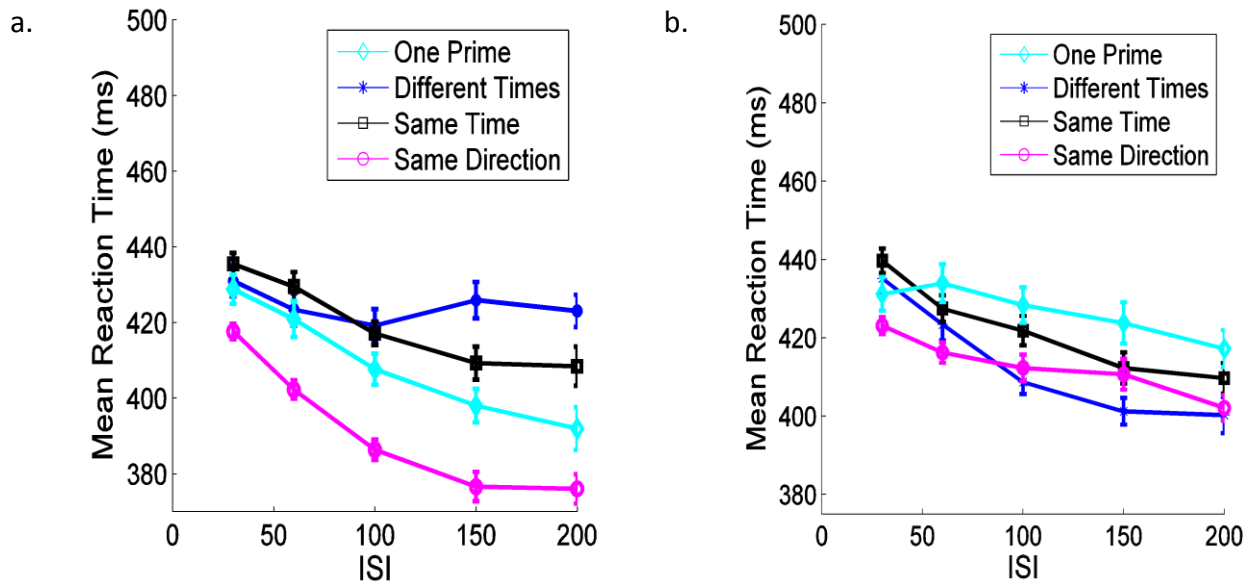 a.
Mean Reaction Time (ms)
500
480
460
440
420
400
380
0
50
100
150
200
ISI
One Prime
Different Times
Same Time
Same Direction
b.
Mean Reaction Time (ms)
500
480
460
440
420
400
380
0
50
100
150
200
ISI
One Prime
Different Times
Same Time
Same Direction